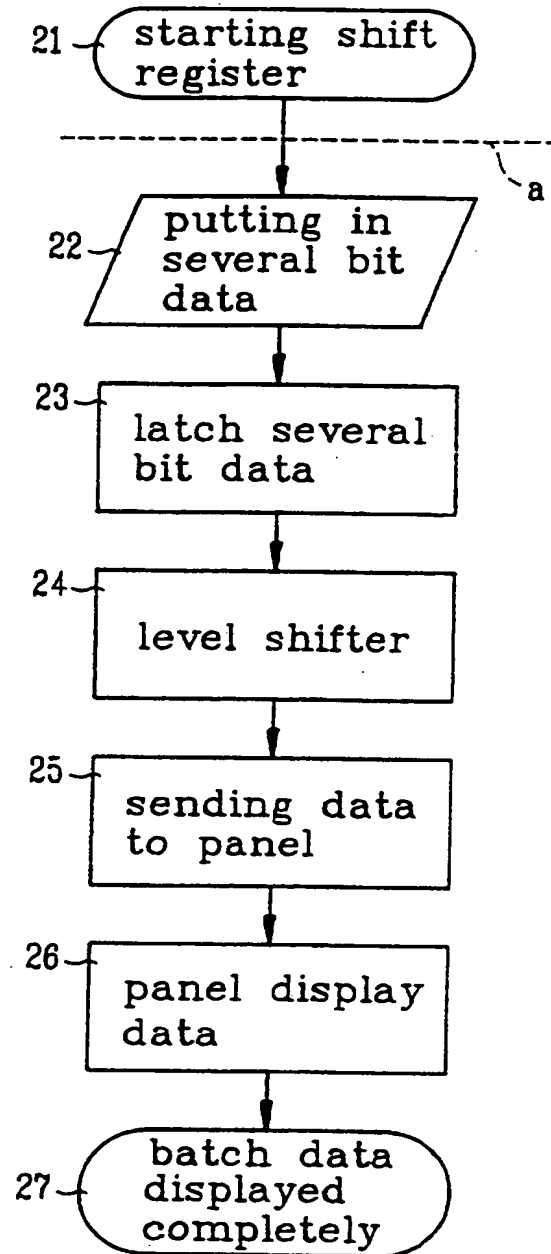 21 starting shift
register
a
22 putting in
several bit
data
23 latch several
bit data
24 level shifter
25 sending data
to panel
26 panel display
data
27 batch data
displayed
completely